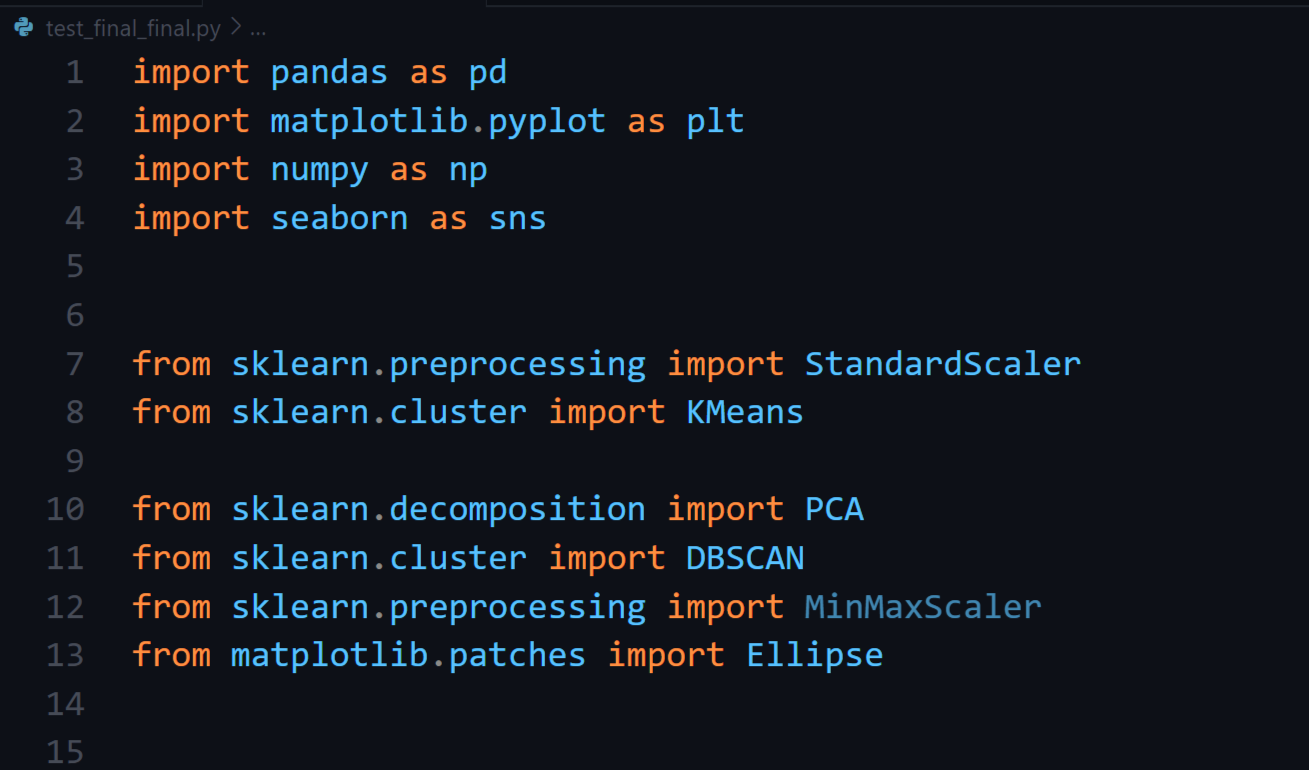 test_final_final.py > ...
1 import pandas as pd
2 import matplotlib.pyplot as plt
3 import numpy as np
4 import seaborn as sns
5
6
7 from sklearn.preprocessing import StandardScaler
8 from sklearn.cluster import KMeans
9
10 from sklearn.decomposition import PCA
11 from sklearn.cluster import DBSCAN
12 from sklearn.preprocessing import MinMaxScaler
13 from matplotlib.patches import Ellipse
14
15